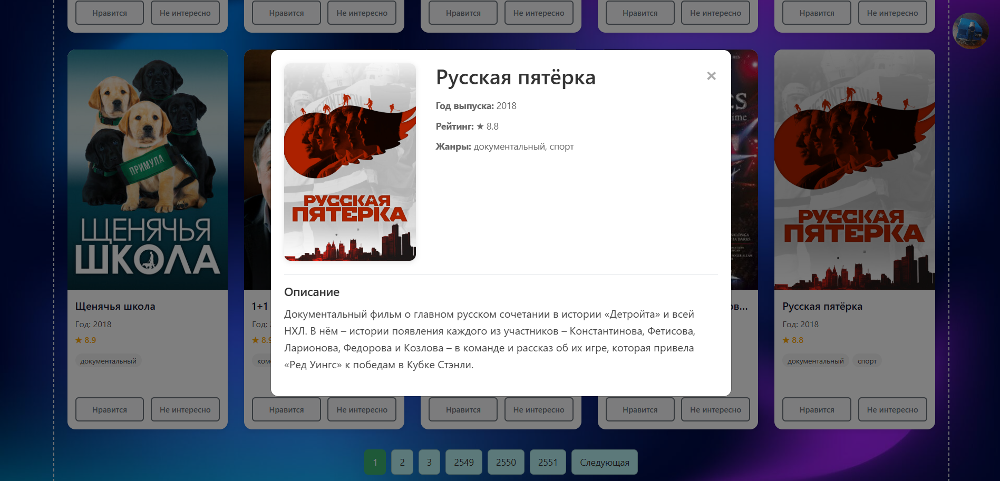 Нравится
Не интересно
Нравится
Не интересно
Нравится
Не интересно
Нравится
Не интересно
Нравится
Не интересно
ПРИМУЛА
ЩЕНЯЧЬЯ
ШКОЛА
Щенячья школа
Год: 2018
★ 8.9
документальный
Нравится
Не интересно
1+1
Год:
★ 8.9
Нравится
Не интересно
РУССКАЯ
ПЯТЕРКА
Русская пятёрка
×
Год выпуска: 2018
Рейтинг: ★ 8.8
Жанры: документальный, спорт
Описание
Документальный фильм о главном русском сочетании в истории «Детройта» и всей
НХЛ. В нём – истории появления каждого из участников – Константинова, Фетисова,
Ларионова, Федорова и Козлова – в команде и рассказ об их игре, которая привела
«Ред Уингс» к победам в Кубке Стэнли.
Нравится
Не интересно
Нравится
Не интересно
РУССКАЯ
ПЯТЕРКА
Русская пятёрка
Год: 2018
★ 8.8
документальный
спорт
Нравится
Не интересно
1
2
3
2549
2550
2551
Следующая